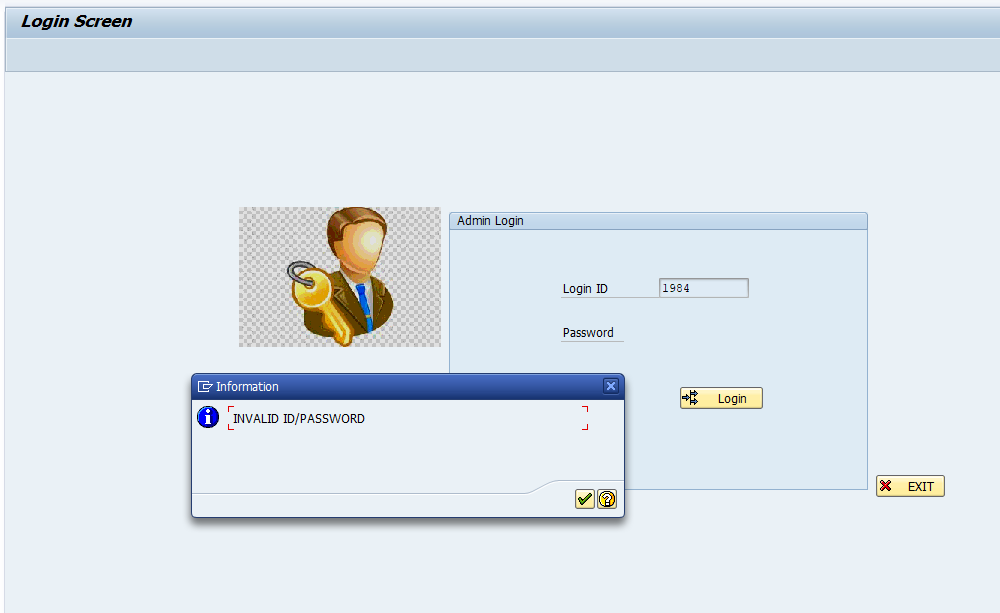 Login Screen
Admin Login
Login ID 1984
Password
Information
INVALID ID/PASSWORD
Login
EXIT